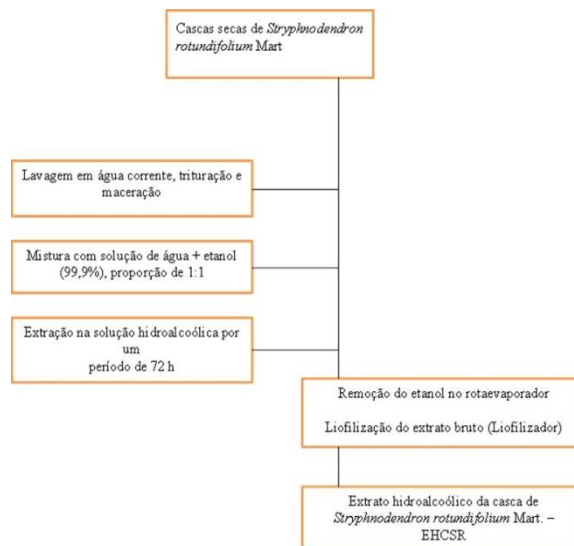 Cascas secas de Stryphnodendron
rotundifolium Mart
Lavagem em água corrente, trituração e
maceração
Mistura com solução de água + etanol
(99,9%), proporção de 1:1
Extração na solução hidroalcoólica por
um
período de 72 h
Remoção do etanol no rotaevaporador
Liofilização do extrato bruto (Liofilizador)
Extrato hidroalcoólico da casca de
Stryphnodendron rotundifolium Mart. –
EHCSR